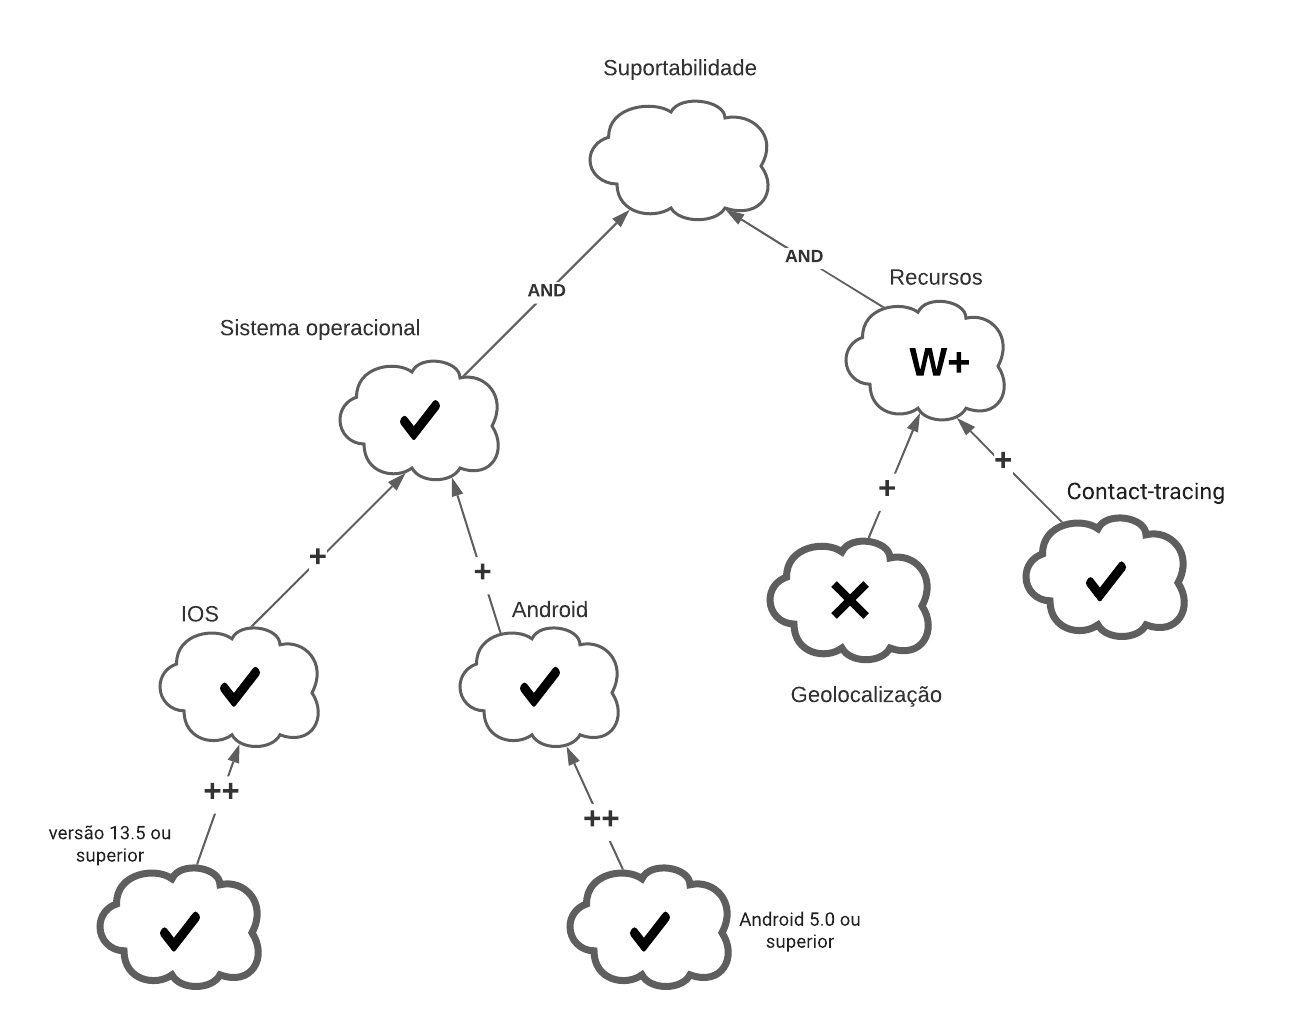 Suportabilidade
AND
AND
Recursos
Sistema operacional
W+
+
+
Contact-tracing
+
+
IOS
Android
Geolocalização
++
++
versão 13.5 ou
superior
Android 5.0 ou
superior